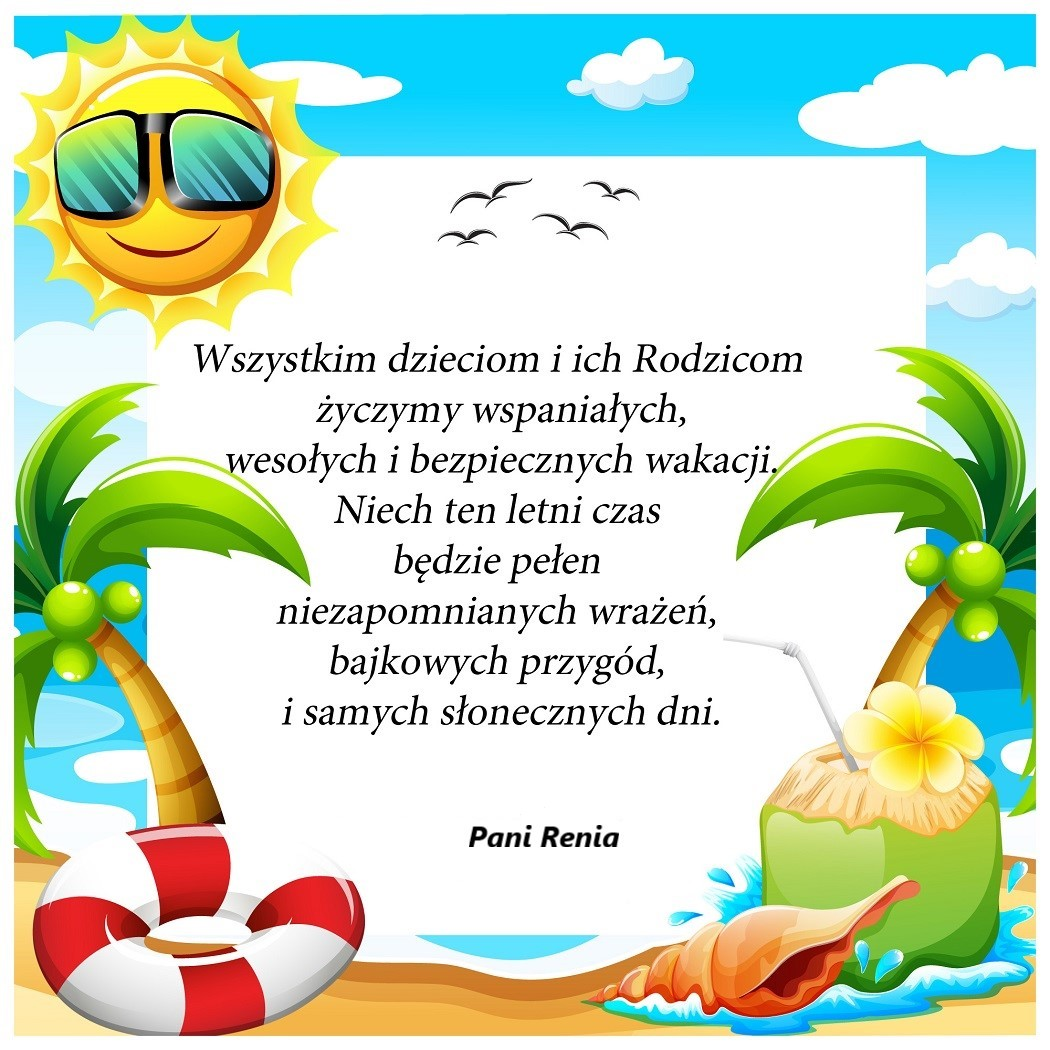 Wszystkim dzieciom i ich Rodzicom
życzymy wspaniałych,
wesołych i bezpiecznych wakacji.
Niech ten letni czas
będzie pełen
niezapomnianych wrażeń,
bajkowych przygód,
i samych słonecznych dni.
Pani Renia